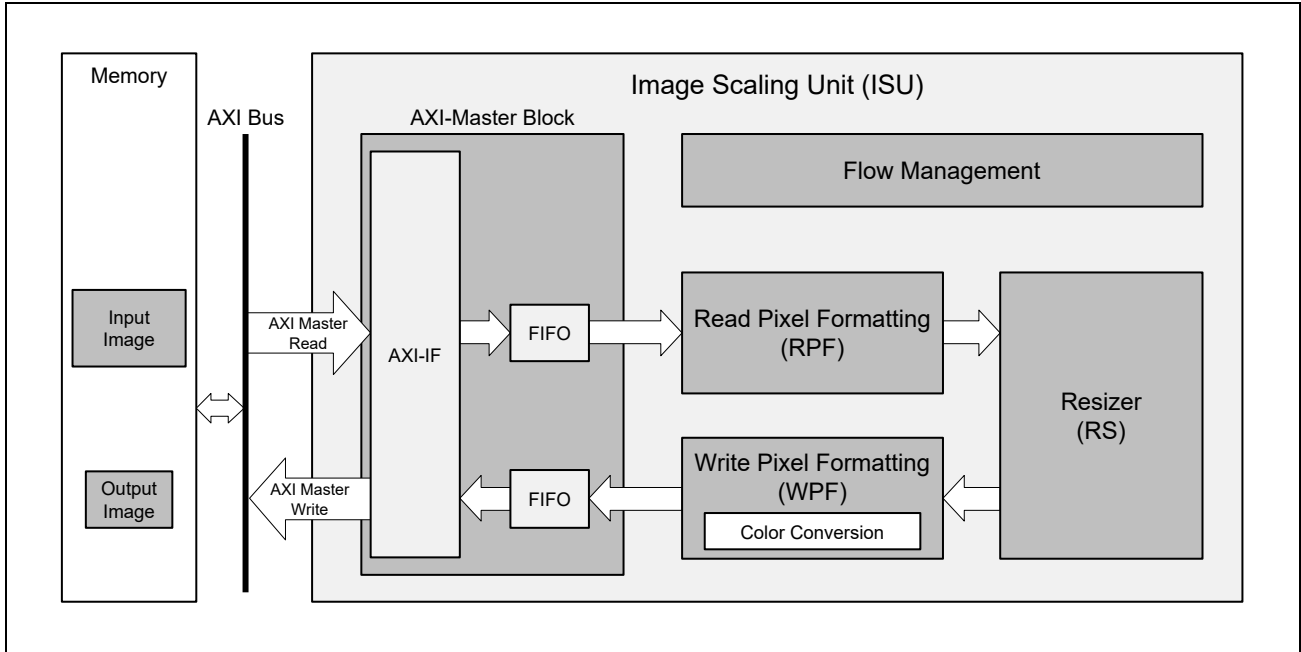 Memory
Image Scaling Unit (ISU)
AXI Bus
AXI-Master Block
Flow Management
Input
Image
AXI Master
Read
AXI-IF
FIFO
Read Pixel Formatting
(RPF)
Resizer
(RS)
Output
Image
AXI Master
Write
FIFO
Write Pixel Formatting
(WPF)
Color Conversion